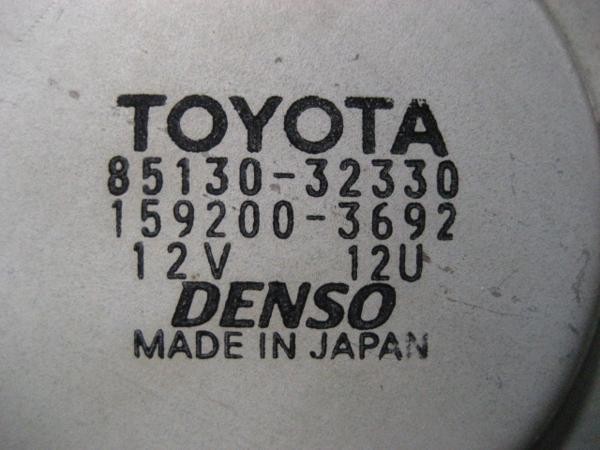 TOYOTA
85130-32330
159200-3692
12V 12U
DENSO
MADE IN JAPAN